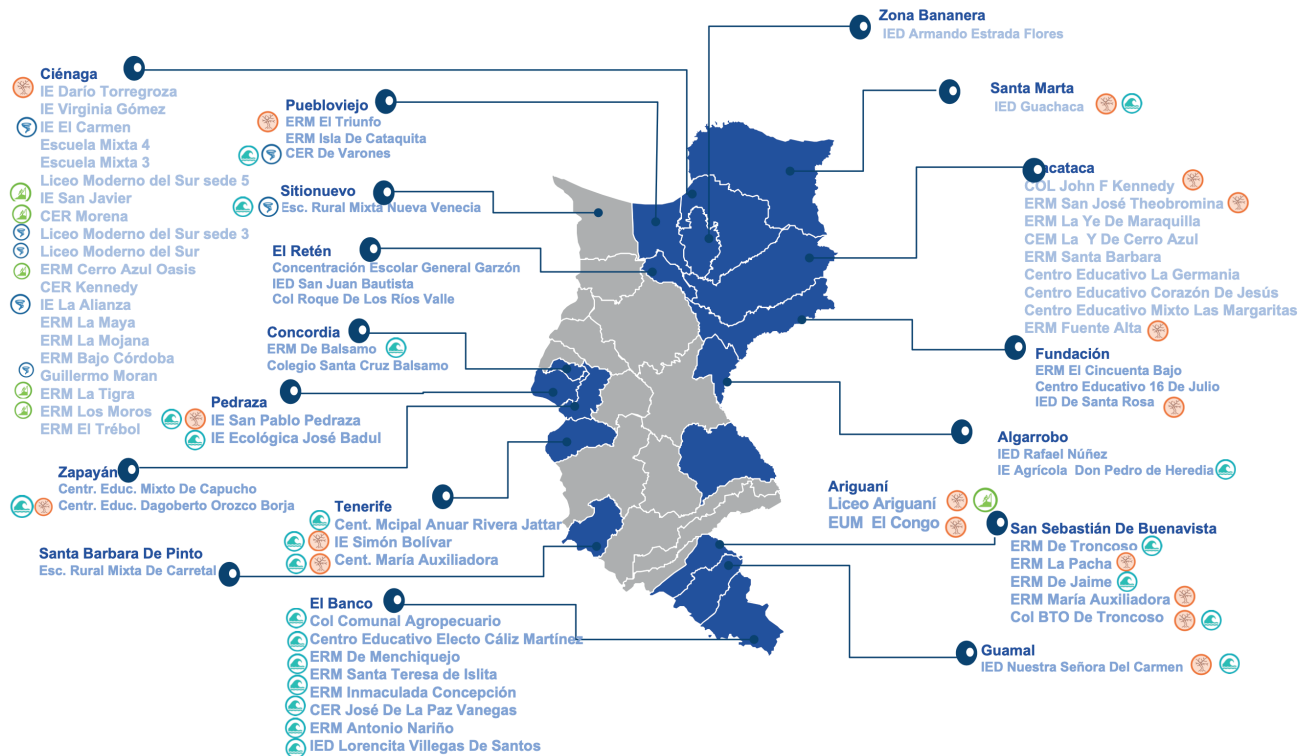 Zona Bananera
IED Armando Estrada Flores
Ciénaga
IE Darío Torregroza
IE Virginia Gómez
IE El Carmen
Escuela Mixta 4
Escuela Mixta 3
Liceo Moderno del Sur sede 5
IE San Javier
CER Morena
Liceo Moderno del Sur sede 3
Liceo Moderno del Sur
ERM Cerro Azul Oasis
CER Kennedy
IE La Alianza
ERM La Maya
ERM La Mojana
ERM Bajo Córdoba
Guillermo Moran
ERM La Tigra
ERM Los Moros
ERM El Trébol
Puebloviejo
ERM El Triunfo
ERM Isla De Cataquita
CER De Varones
Sitionuevo
Esc. Rural Mixta Nueva Venecia
El Retén
Concentración Escolar General Garzón
IED San Juan Bautista
Col Roque De Los Ríos Valle
Concordia
ERM De Balsamo
Colegio Santa Cruz Balsamo
Pedraza
IE San Pablo Pedraza
IE Ecológica José Badul
Zapayán
Centr. Educ. Mixto De Capucho
Centr. Educ. Dagoberto Orozco Borja
Tenerife
Cent. Mcipal Anuar Rivera Jattar
IE Simón Bolívar
Cent. María Auxiliadora
Santa Barbara De Pinto
Esc. Rural Mixta De Carretal
El Banco
Col Comunal Agropecuario
Centro Educativo Electo Cáliz Martínez
ERM De Menchiquejo
ERM Santa Teresa de Islita
ERM Inmaculada Concepción
CER José De La Paz Vanegas
ERM Antonio Nariño
IED Lorencita Villegas De Santos
Santa Marta
IED Guachaca
acataca
COL John F Kennedy
ERM San José Theobromina
ERM La Ye De Maraquilla
CEM La Y De Cerro Azul
ERM Santa Barbara
Centro Educativo La Germania
Centro Educativo Corazón De Jesús
Centro Educativo Mixto Las Margaritas
ERM Fuente Alta
Fundación
ERM El Cincuenta Bajo
Centro Educativo 16 De Julio
IED De Santa Rosa
Algarrobo
IED Rafael Núñez
IE Agrícola Don Pedro de Heredia
Ariguaní
Liceo Ariguaní
EUM El Congo
San Sebastián De Buenavista
ERM De Troncoso
ERM La Pacha
ERM De Jaime
ERM María Auxiliadora
Col BTO De Troncoso
Guamal
IED Nuestra Señora Del Carmen